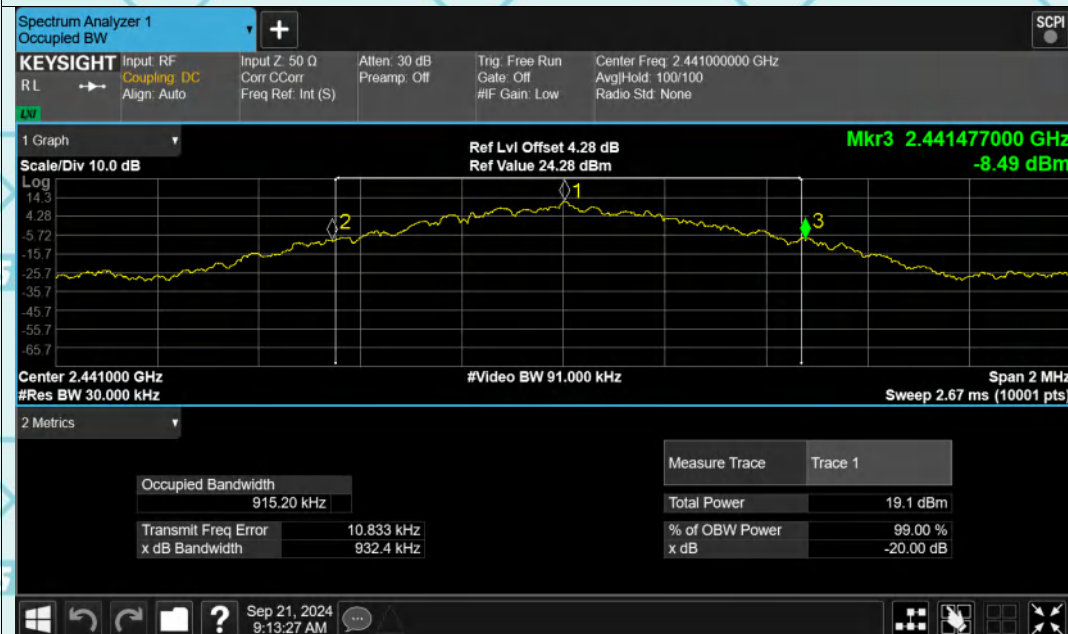 Spectrum Analyzer 1
Occupied BW
+
SCPI
KEYSIGHT
RL
LXI
Input: RF
Coupling: DC
Align: Auto
Input Z: 50 Ω
Corr CCorr
Freq Ref: Int (S)
Atten: 30 dB
Preamp: Off
Trig: Free Run
Gate: Off
#IF Gain: Low
Center Freq: 2.441000000 GHz
Avg|Hold: 100/100
Radio Std: None
1 Graph
Scale/Div 10.0 dB
Ref Lvl Offset 4.28 dB
Ref Value 24.28 dBm
Mkr3 2.441477000 GHz
-8.49 dBm
Log
14.3
4.28
-5.72
-15.7
-25.7
-35.7
-45.7
-55.7
-65.7
1
2
3
Center 2.441000 GHz
#Video BW 91.000 kHz
Span 2 MHz
#Res BW 30.000 kHz
Sweep 2.67 ms (10001 pts)
2 Metrics
Measure Trace Trace 1
Occupied Bandwidth
915.20 kHz
Total Power 19.1 dBm
Transmit Freq Error 10.833 kHz
% of OBW Power 99.00 %
x dB Bandwidth 932.4 kHz
x dB -20.00 dB
?
Sep 21, 2024
9:13:27 AM